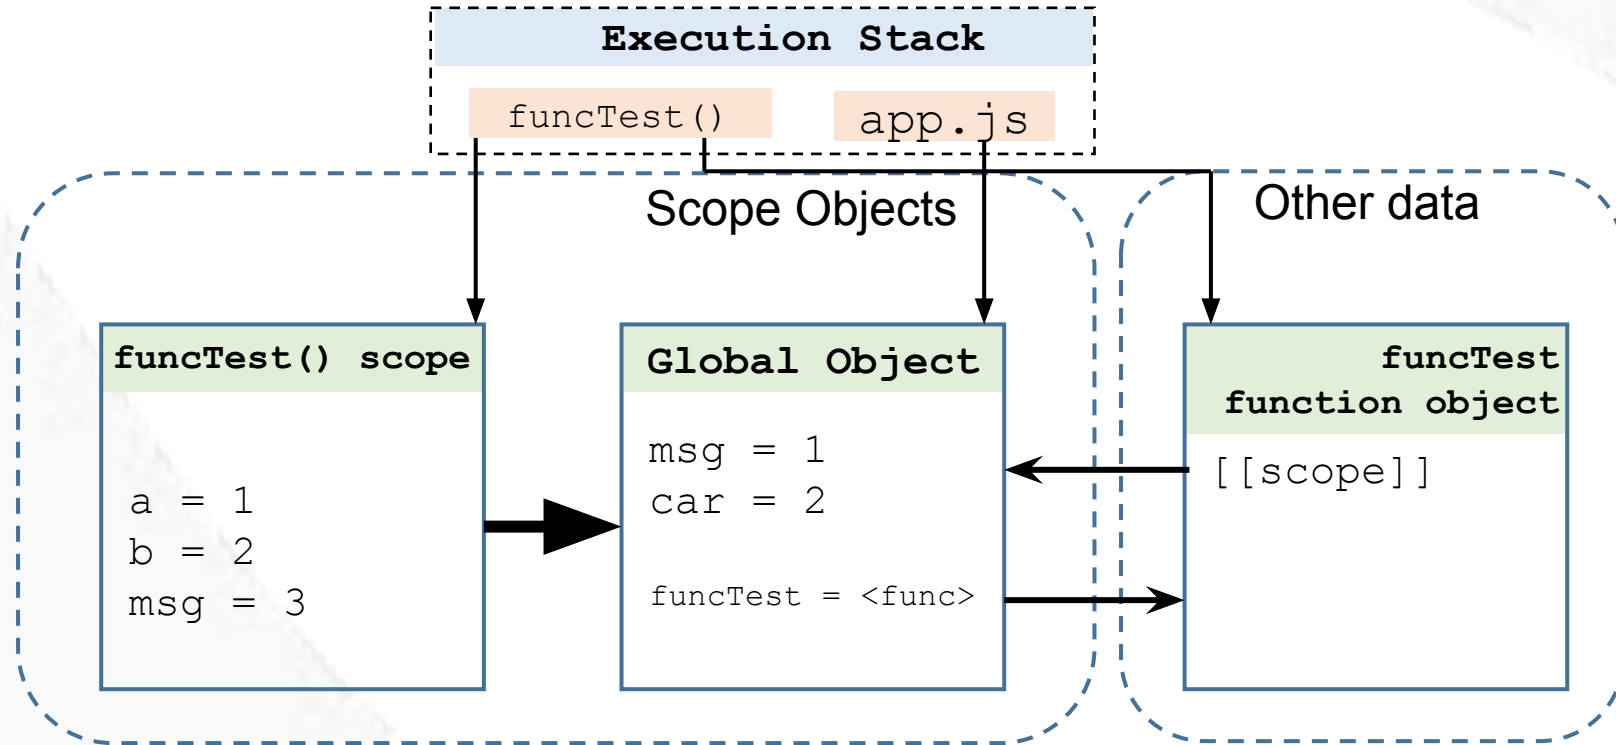 Execution Stack
funcTest()
app.js
Scope Objects
Other data
funcTest() scope
a = 1
b = 2
msg = 3
Global Object
msg = 1
car = 2
funcTest = <func>
funcTest
function object
[[scope]]